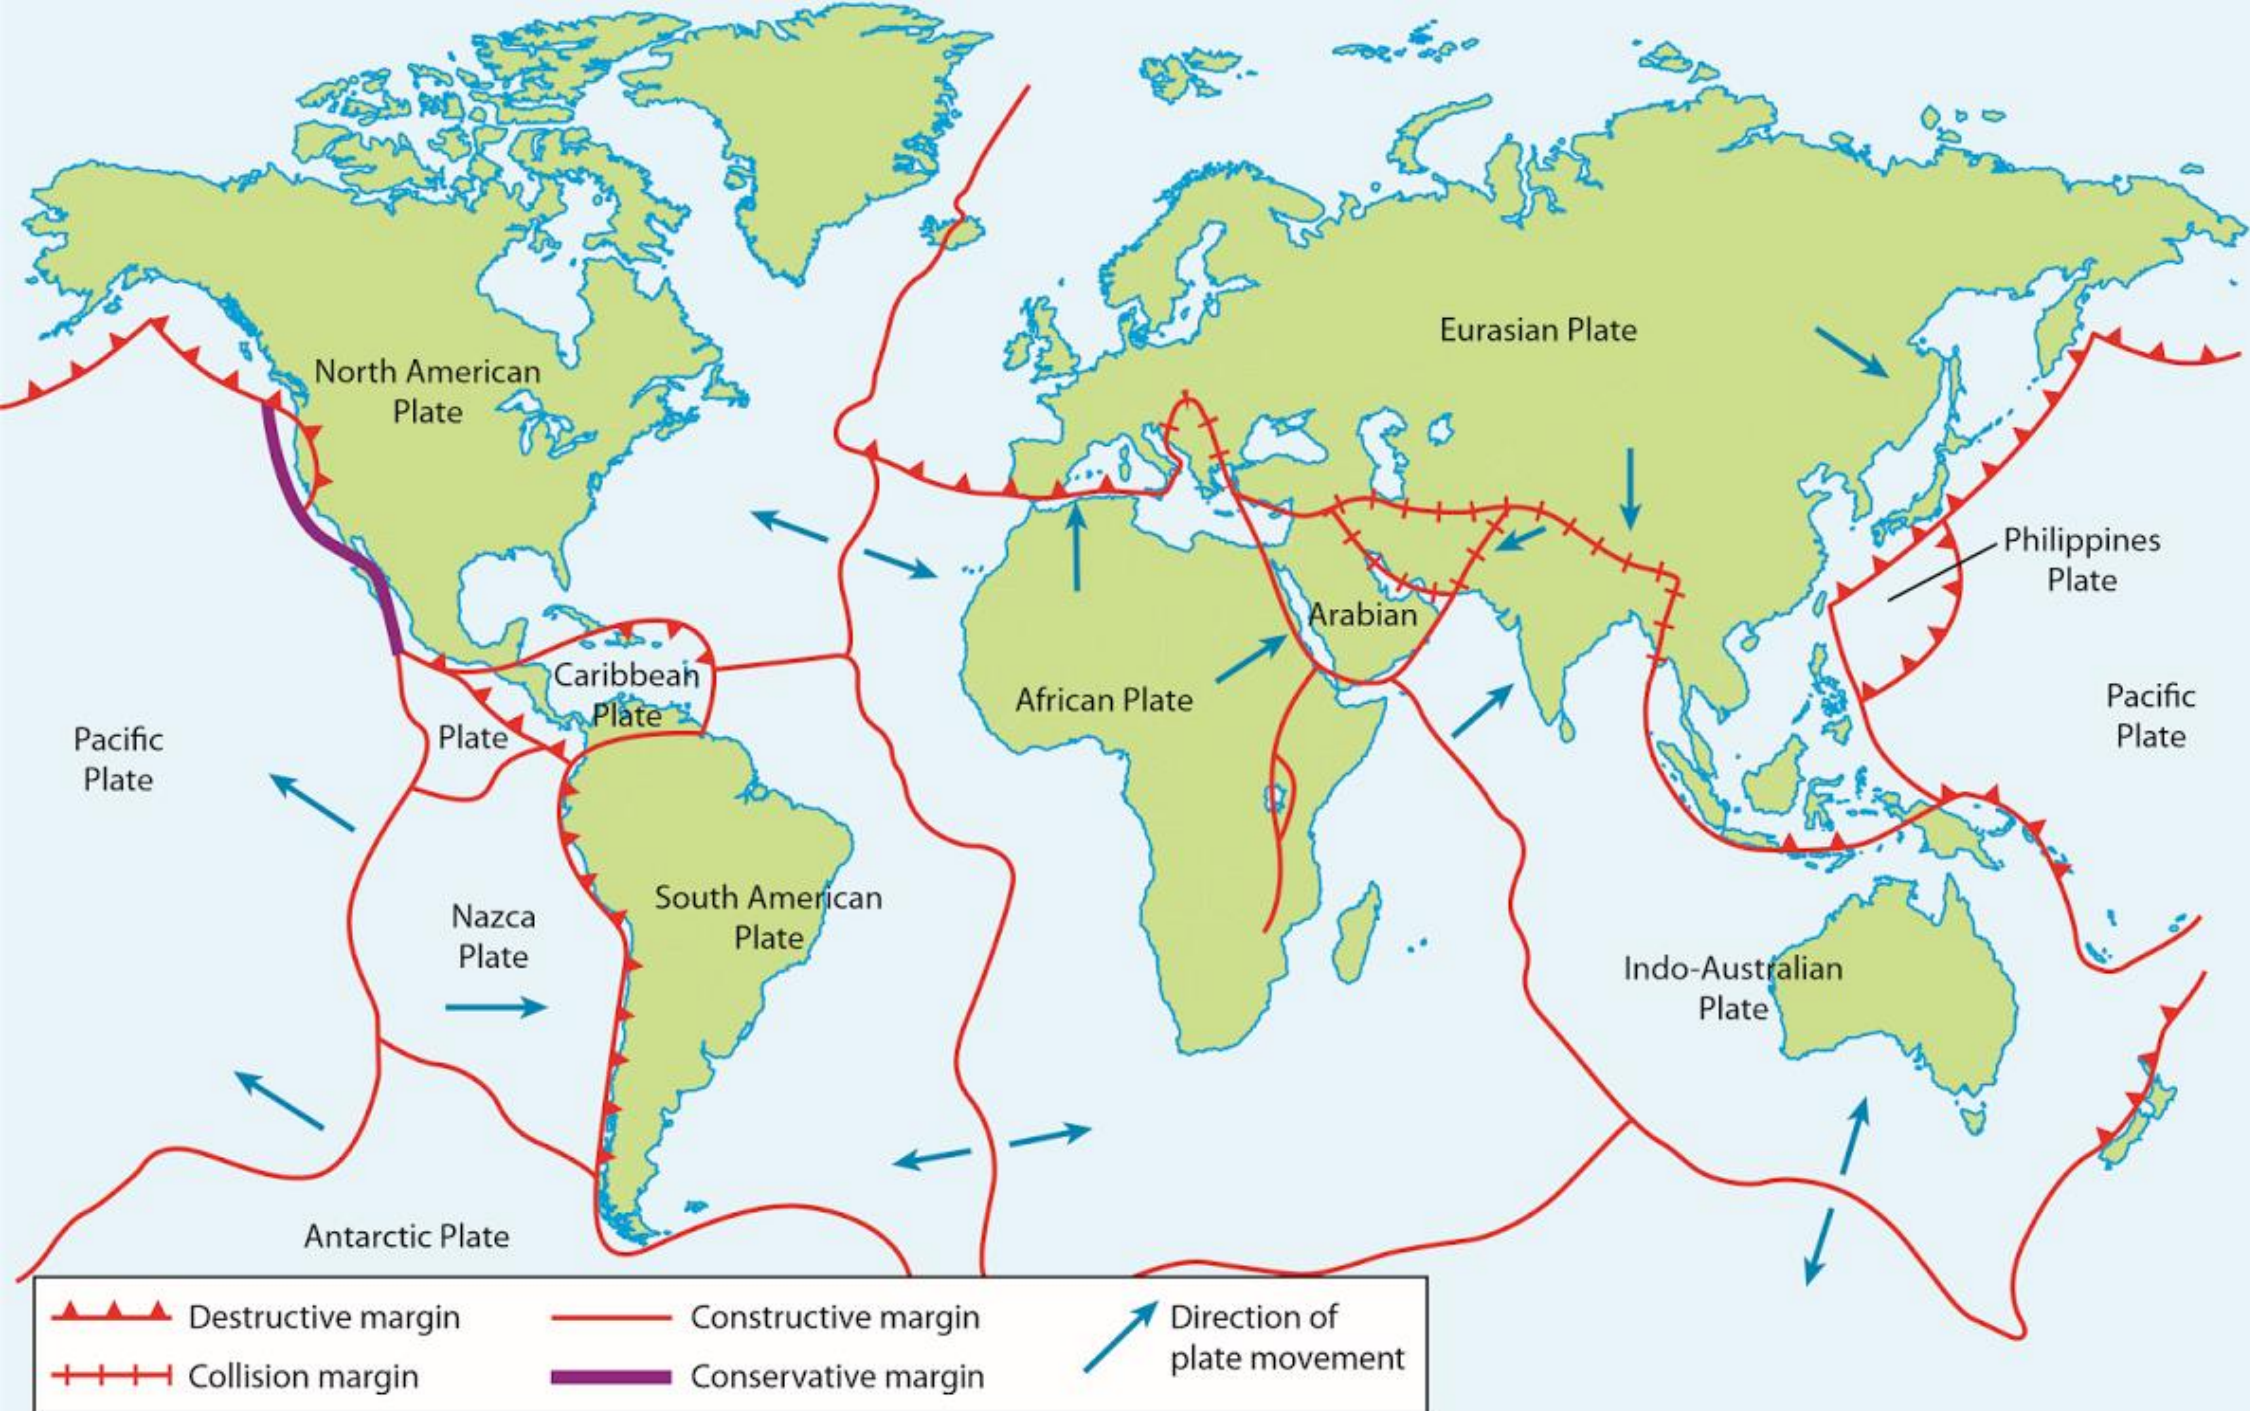 Eurasian Plate
North American
Plate
Philippines
Plate
Arabian
Caribbean
Plate
African Plate
Pacific
Plate
Plate
Pacific
Plate
South American
Plate
Nazca
Plate
Indo-Australian
Plate
Antarctic Plate
Destructive margin
Constructive margin
Direction of
plate movement
Collision margin
Conservative margin